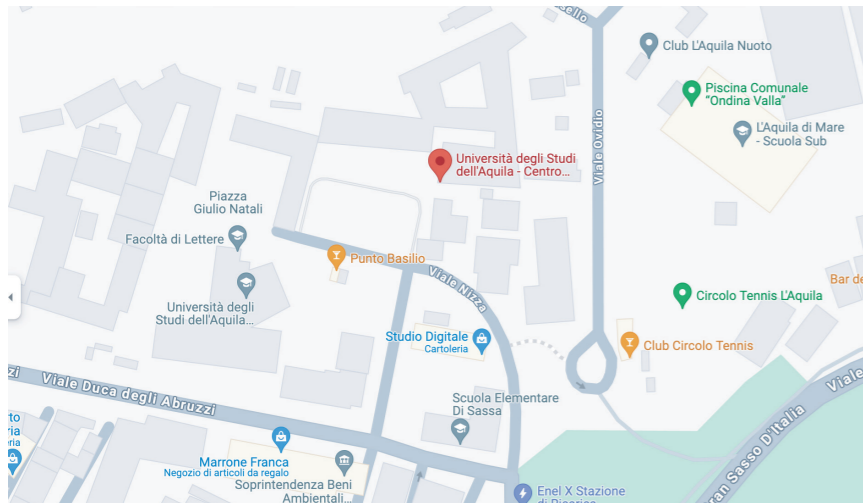 Club L'Aquila Nuoto
Piscina Comunale
"Ondina Valla"
L'Aquila di Mare
- Scuola Sub
Viale Ovidio
Università degli Studi
dell'Aquila - Centro...
Piazza
Giulio Natali
Facoltà di Lettere
Punto Basilio
Viale Nizza
Università degli
Studi dell'Aquila...
Circolo Tennis L'Aquila
Bar de
Studio Digitale
Cartoleria
Club Circolo Tennis
Viale Duca degli Abruzzi
Scuola Elementare
Di Sassa
Viale
ran Sasso D'Italia
Marrone Franca
Negozio di articoli da regalo
Soprintendenza Beni
Ambientali...
Enel X Stazione